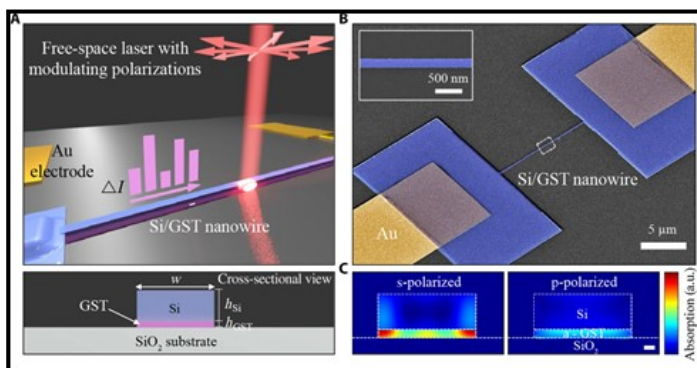 A
Free-space laser with
modulating polarizations
Au
electrode
△I
Si/GST nanowire
w
Cross-sectional view
GST
Si
hSi
hGST
SiO2 substrate
B
500 nm
Si/GST nanowire
Au
5 μm
C
s-polarized
p-polarized
Si
a - GST
SiO2
Absorption (a.u.)